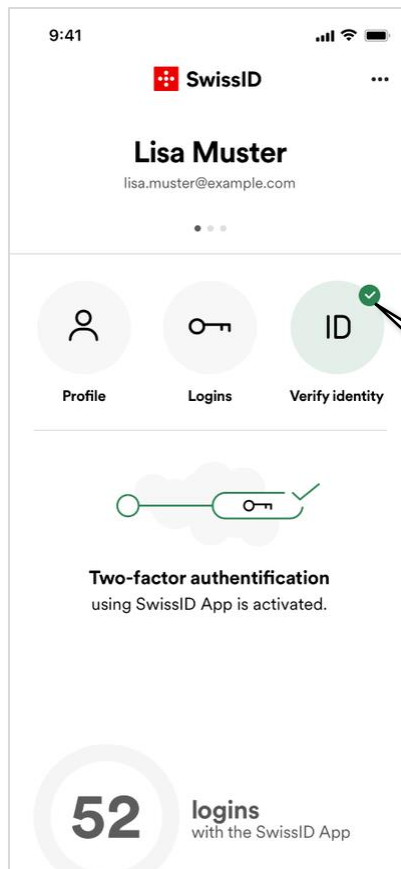 9:41
SwissID
Lisa Muster
lisa.muster@example.com
ID
Profile
Logins
Verify identity
Two-factor authentification
using SwissID App is activated.
52
logins
with the SwissID App